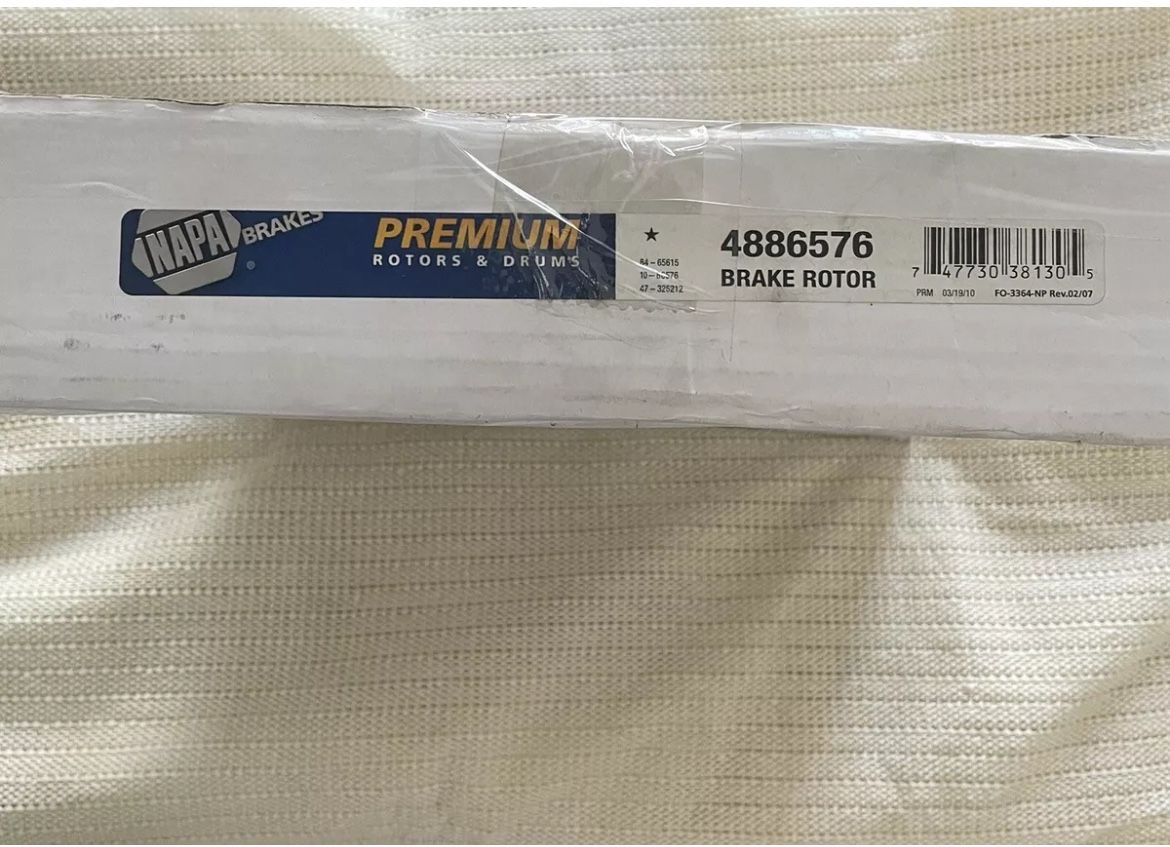 NAPA BRAKES
®
PREMIUM
ROTORS & DRUMS
★
64-65615
47-325212
4886576
BRAKE ROTOR
7 47730 38130 5
PRM 03/19/10 FO-3364-NP Rev.02/07